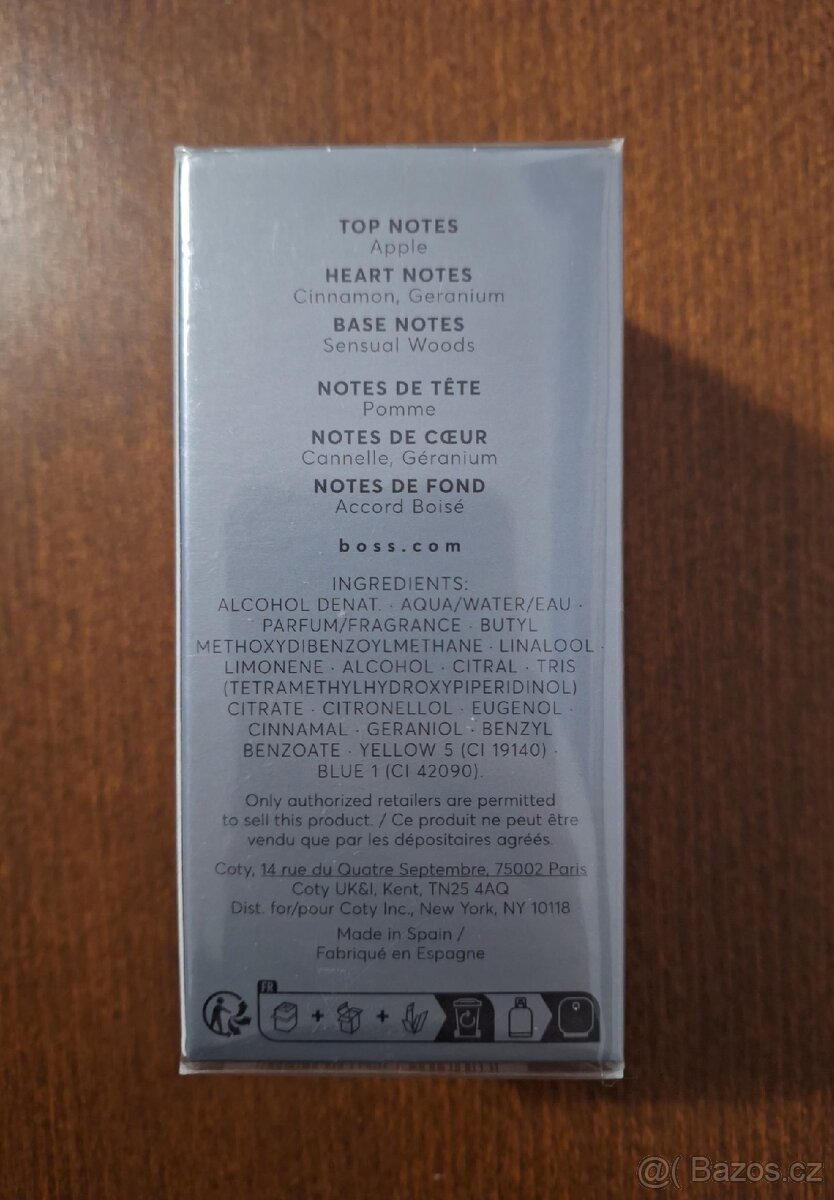 TOP NOTES
Apple
HEART NOTES
Cinnamon, Geranium
BASE NOTES
Sensual Woods
NOTES DE TÊTE
Pomme
NOTES DE CŒUR
Cannelle, Géranium
NOTES DE FOND
Accord Boisé
boss.com
INGREDIENTS:
ALCOHOL DENAT. · AQUA/WATER/EAU ·
PARFUM/FRAGRANCE · BUTYL
METHOXYDIBENZOYLMETHANE · LINALOOL ·
LIMONENE · ALCOHOL · CITRAL · TRIS
(TETRAMETHYLHYDROXYPIPERIDINOL)
CITRATE · CITRONELLOL · EUGENOL ·
CINNAMAL · GERANIOL · BENZYL
BENZOATE · YELLOW 5 (CI 19140) ·
BLUE 1 (CI 42090).
Only authorized retailers are permitted
to sell this product. / Ce produit ne peut être
vendu que par les dépositaires agréés.
Coty, 14 rue du Quatre Septembre, 75002 Paris
Coty UK&I, Kent, TN25 4AQ
Dist. for/pour Coty Inc., New York, NY 10118
Made in Spain /
Fabriqué en Espagne
FR
+ +
@( Bazos.cz